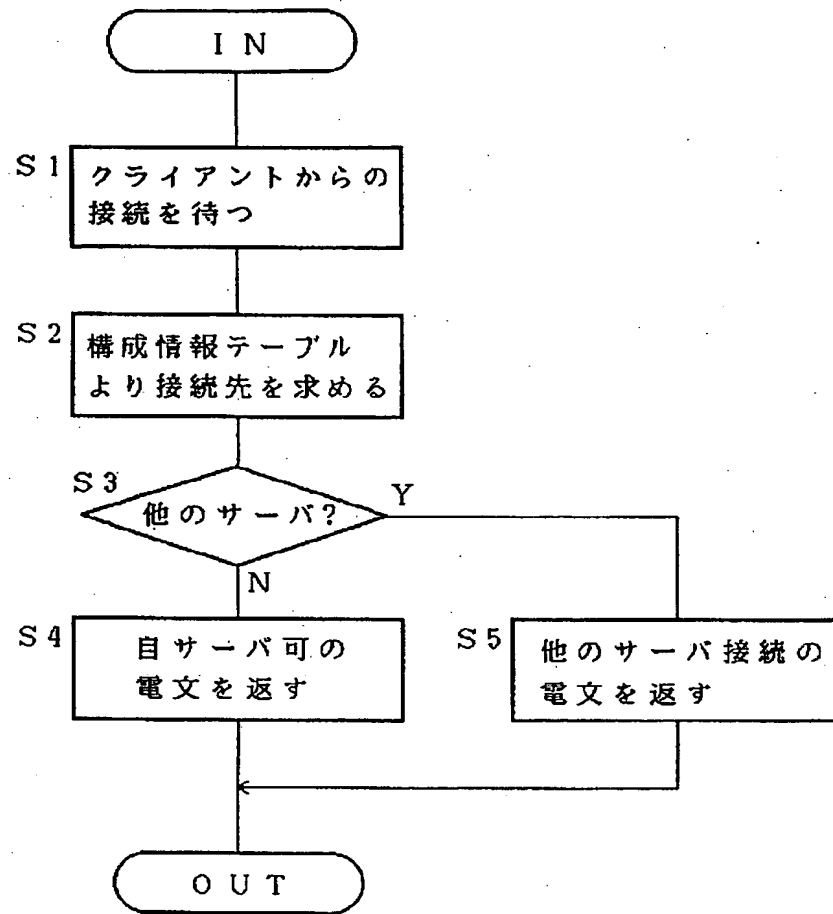 IN
S1
クライアントからの
接続を待つ
S2
構成情報テーブル
より接続先を求める
S3
他のサーバ?
Y
N
S4
自サーバ可の
電文を返す
S5
他のサーバ接続の
電文を返す
OUT